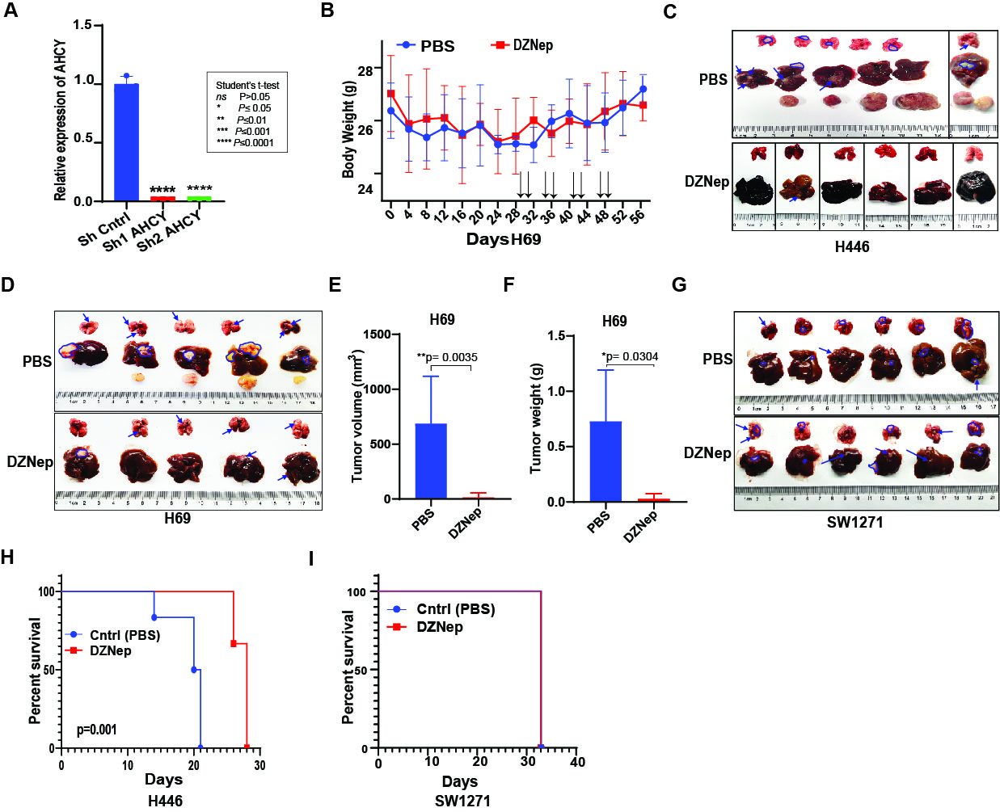 A
Relative expression of AHCY
1.5
1.0
0.5
0.0
Sh Cntrl
Sh1 AHCY
Sh2 AHCY
****
****
Student's t-test
ns P>0.05
* P≤ 0.05
** P≤0.01
*** P≤0.001
**** P≤0.0001
B
PBS
DZNep
Body Weight (g)
28
26
24
0 4 8 12 16 20 24 28 32 36 40 44 48 52 56
Days H69
C
PBS
DZNep
H446
D
PBS
DZNep
H69
E
H69
Tumor volume (mm3)
1500
1000
500
0
**p= 0.0035
PBS
DZNep
F
H69
Tumor weight (g)
1.5
1.0
0.5
0.0
*p= 0.0304
PBS
DZNep
G
PBS
DZNep
SW1271
H
Percent survival
100
50
0
Cntrl (PBS)
DZNep
p=0.001
0 10 20 30
Days
H446
I
Percent survival
100
50
0
Cntrl (PBS)
DZNep
0 10 20 30 40
Days
SW1271